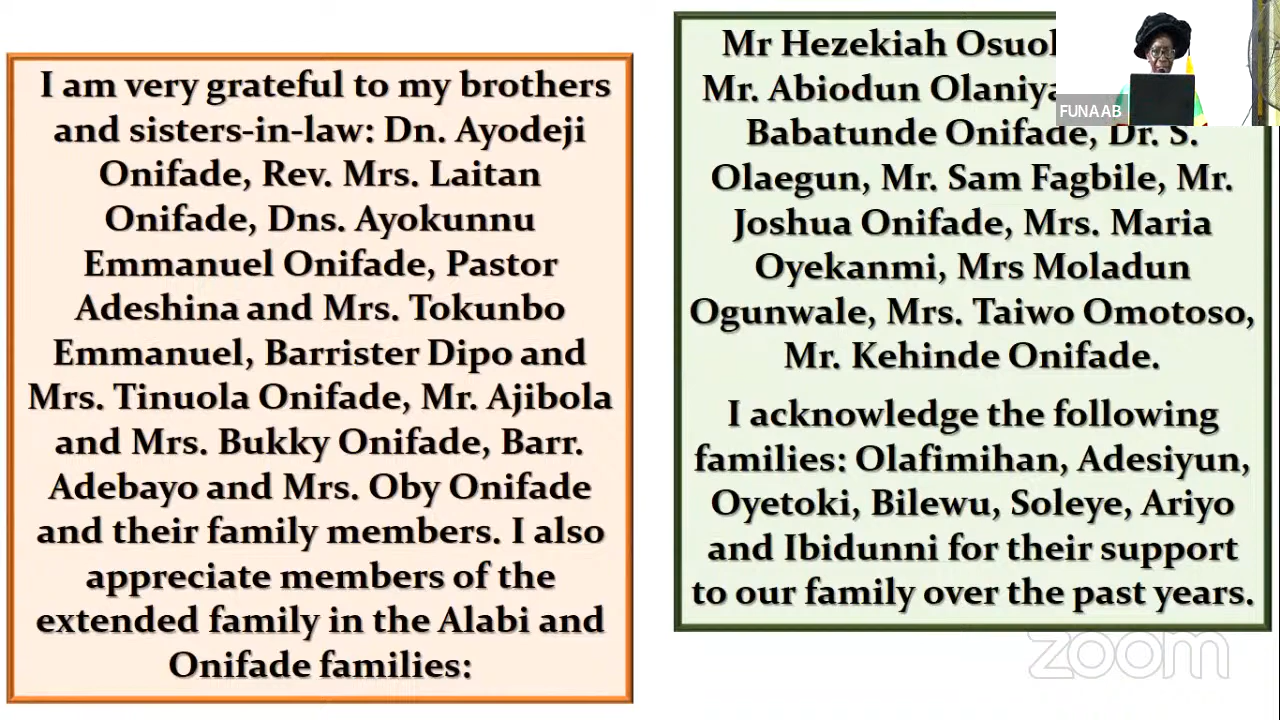 I am very grateful to my brothers
and sisters-in-law: Dn. Ayodeji
Onifade, Rev. Mrs. Laitan
Onifade, Dns. Ayokunnu
Emmanuel Onifade, Pastor
Adeshina and Mrs. Tokunbo
Emmanuel, Barrister Dipo and
Mrs. Tinuola Onifade, Mr. Ajibola
and Mrs. Bukky Onifade, Barr.
Adebayo and Mrs. Oby Onifade
and their family members. I also
appreciate members of the
extended family in the Alabi and
Onifade families:
Mr Hezekiah
Mr. Abiodun
Babatunde Onifade, Dr. S.
Olaegun, Mr. Sam Fagbile, Mr.
Joshua Onifade, Mrs. Maria
Oyekanmi, Mrs Moladun
Ogunwale, Mrs. Taiwo Omotoso,
Mr. Kehinde Onifade.
I acknowledge the following
families: Olafimihan, Adesiyun,
Oyetoki, Bilewu, Soleye, Ariyo
and Ibidunni for their support
to our family over the past years.
FUNAAB
zoom